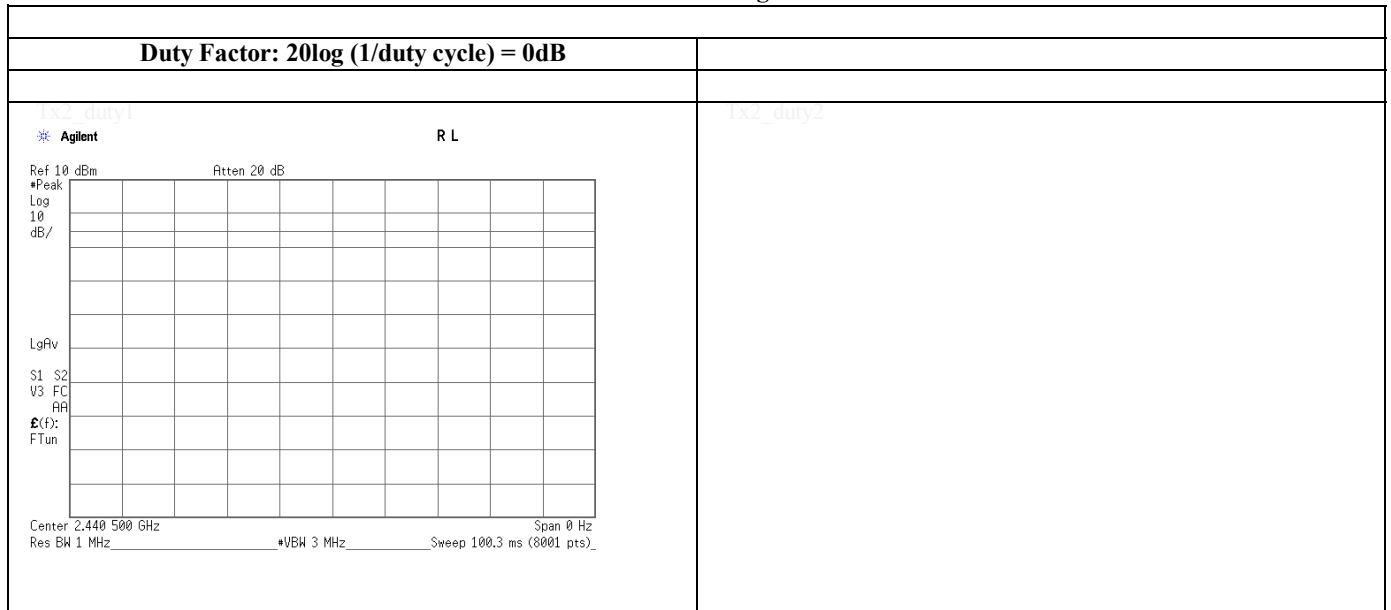 Duty Factor: 20log (1/duty cycle) = 0dB
Tx2_duty1
Tx2_duty2
Agilent R L
Ref 10 dBm Atten 20 dB
#Peak
Log
10
dB/
LgAv
S1 S2
V3 FC
AA
£(f):
FTun
Center 2.440 500 GHz Span 0 Hz
Res BW 1 MHz #VBW 3 MHz Sweep 100.3 ms (8001 pts)